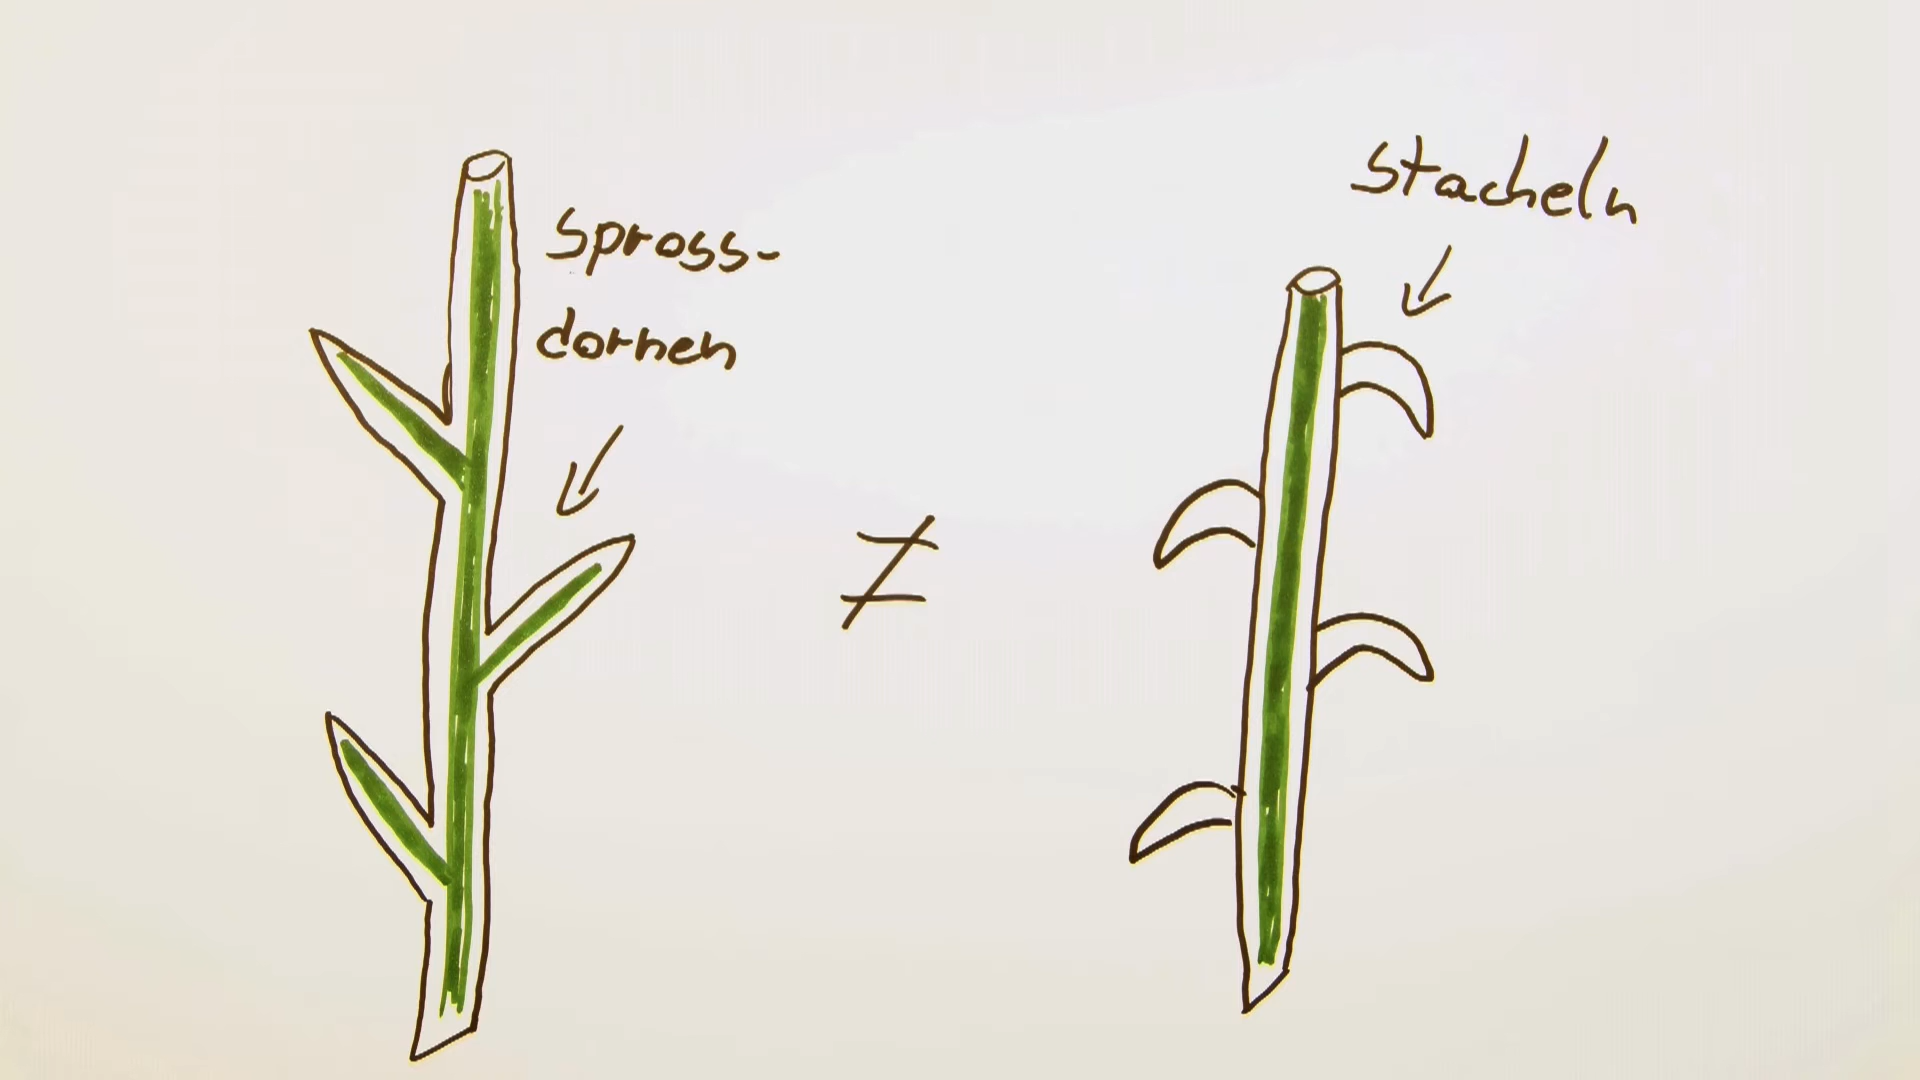 Spross-
dornen
Stacheln
≠